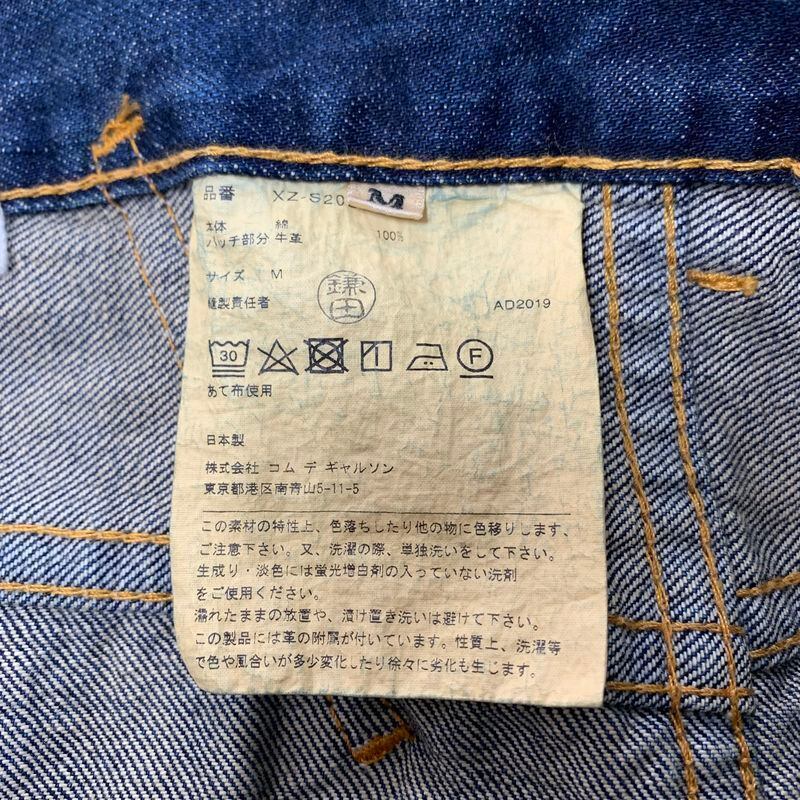 品番 XZ-S20 M
本体 綿
パッチ部分 牛革 100%
サイズ M
縫製責任者 鎌田 AD2019
30 F
あて布使用
日本製
株式会社 コム デ ギャルソン
東京都港区南青山5-11-5
この素材の特性上、色落ちしたり他の物に色移りします、
ご注意下さい。又、洗濯の際、単独洗いをして下さい。
生成り・淡色には蛍光増白剤の入っていない洗剤
をご使用ください。
濡れたままの放置や、漬け置き洗いは避けて下さい。
この製品には革の附属が付いています。性質上、洗濯等
で色や風合いが多少変化したり徐々に劣化も生じます。